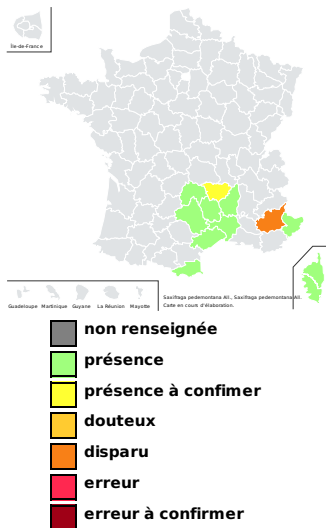 Île-de-France
Guadeloupe Martinique Guyane La Réunion Mayotte
Saxifraga pedemontana All., Saxifraga pedemontana All.
Carte en cours d'élaboration.
non renseignée
présence
présence à confimer
douteux
disparu
erreur
erreur à confirmer